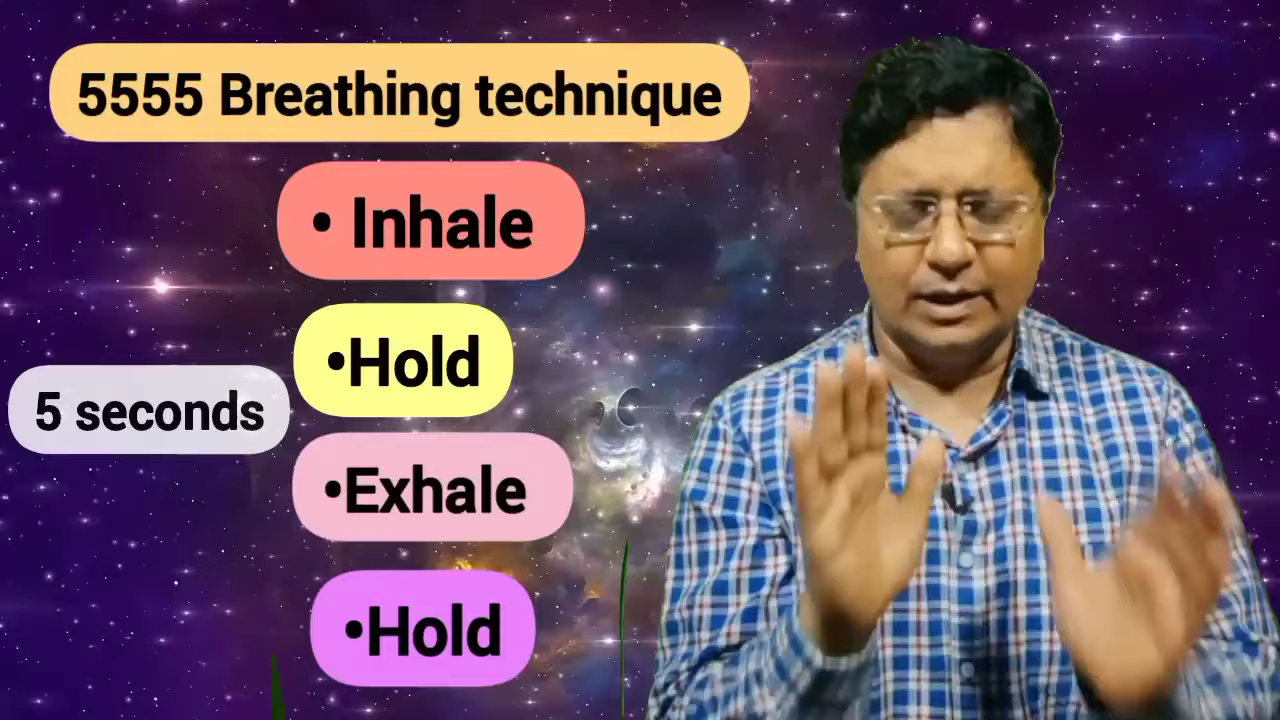 5555 Breathing technique
• Inhale
•Hold
5 seconds
•Exhale
•Hold